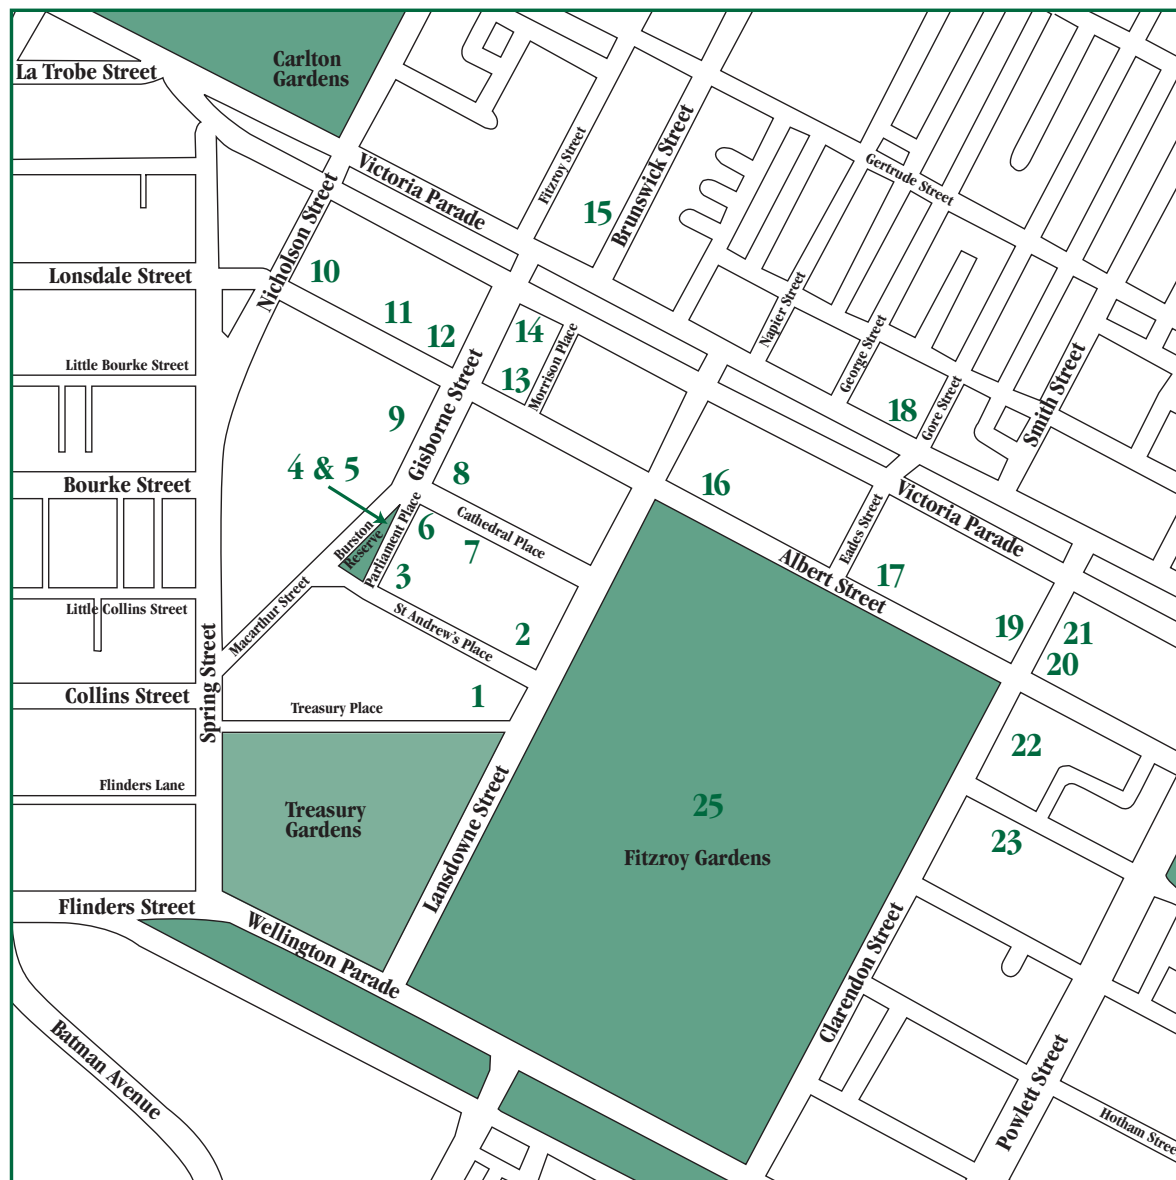 Carlton
Gardens
La Trobe Street
Victoria Parade
Fitzroy Street
Brunswick Street
Gertrude Street
15
Nicholson Street
Lonsdale Street
10
11
12
14
13
Morrison Place
Napier Street
George Street
18
Gore Street
Smith Street
Little Bourke Street
Gisborne Street
9
4 & 5
8
16
Bourke Street
Victoria Parade
Cathedral Place
Eades Street
Burston
Reserve
Parliament Place
6
7
3
Albert Street
17
Little Collins Street
Macarthur Street
St Andrew's Place
2
19
21
20
Spring Street
Collins Street
1
Treasury Place
22
Flinders Lane
Treasury
Gardens
Lansdowne Street
25
Fitzroy Gardens
23
Flinders Street
Wellington Parade
Clarendon Street
Batman Avenue
Powlett Street
Hotham Stree